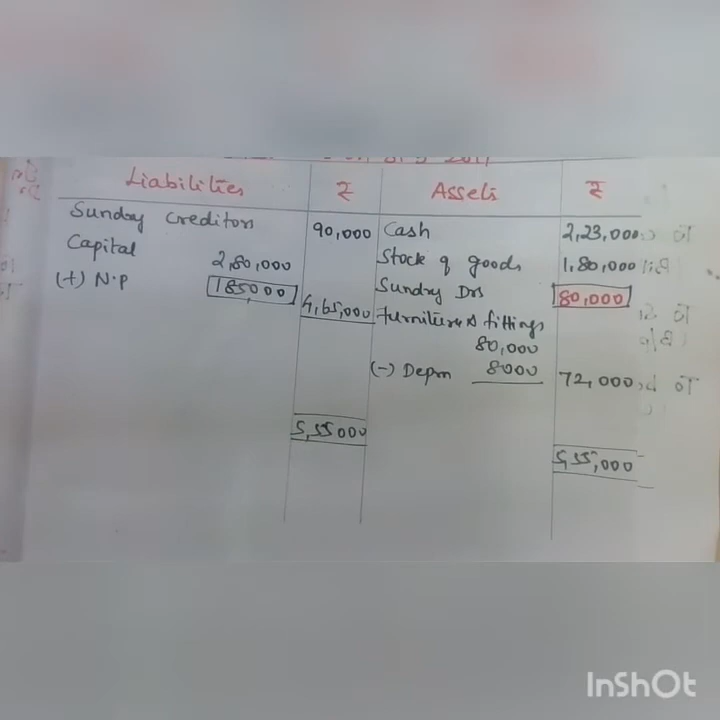 Liabilities ₹ Assets ₹
Sunday Creditors 90,000 Cash 2,23,000
Capital 2,80,000 Stock of goods 1,80,000
(+) N.P 185000 4,65,000 Sundry Drs 80,000
furniture & fittings
80,000
(-) Depm 8000 72,000
5,55000 5,55,000
InShOt